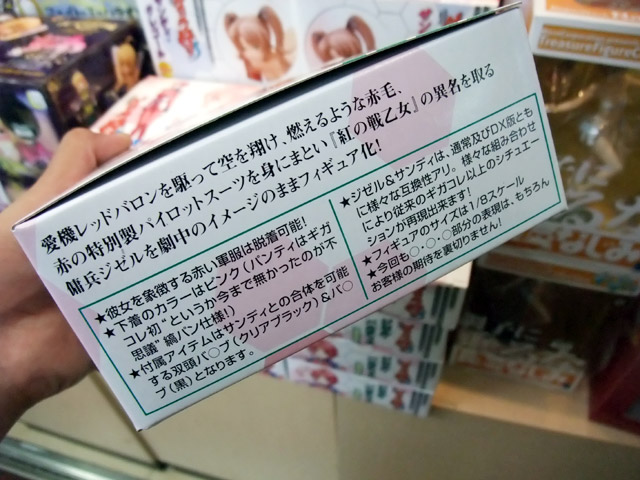 愛機レッドバロンを駆って空を翔け、燃えるような赤毛、
赤の特別製パイロットスーツを身にまとい『紅の戦乙女』の異名を取る
傭兵ジゼルを劇中のイメージのままフィギュア化!
★彼女を象徴する赤い軍服は脱着可能!
★下着のカラーはピンク(パンティはギガ
コレ初"というか今まで無かったのが不
思議"縞パン仕様!)
★付属アイテムはサンディとの合体を可能
する双頭バ○ブ(クリアブラック)&バ○
ブ(黒)となります。
★ジゼル&サンディは、通常及びDX版とも
に様々な互換性アリ。様々な組み合わせ
により従来のギガコレ以上のシチュエー
ションが再現出来ます!
★フィギュアのサイズは1/8スケール
★今回も○・○・○部分の表現は、もちろん
お客様の期待を裏切りません!
TreasureFigureC